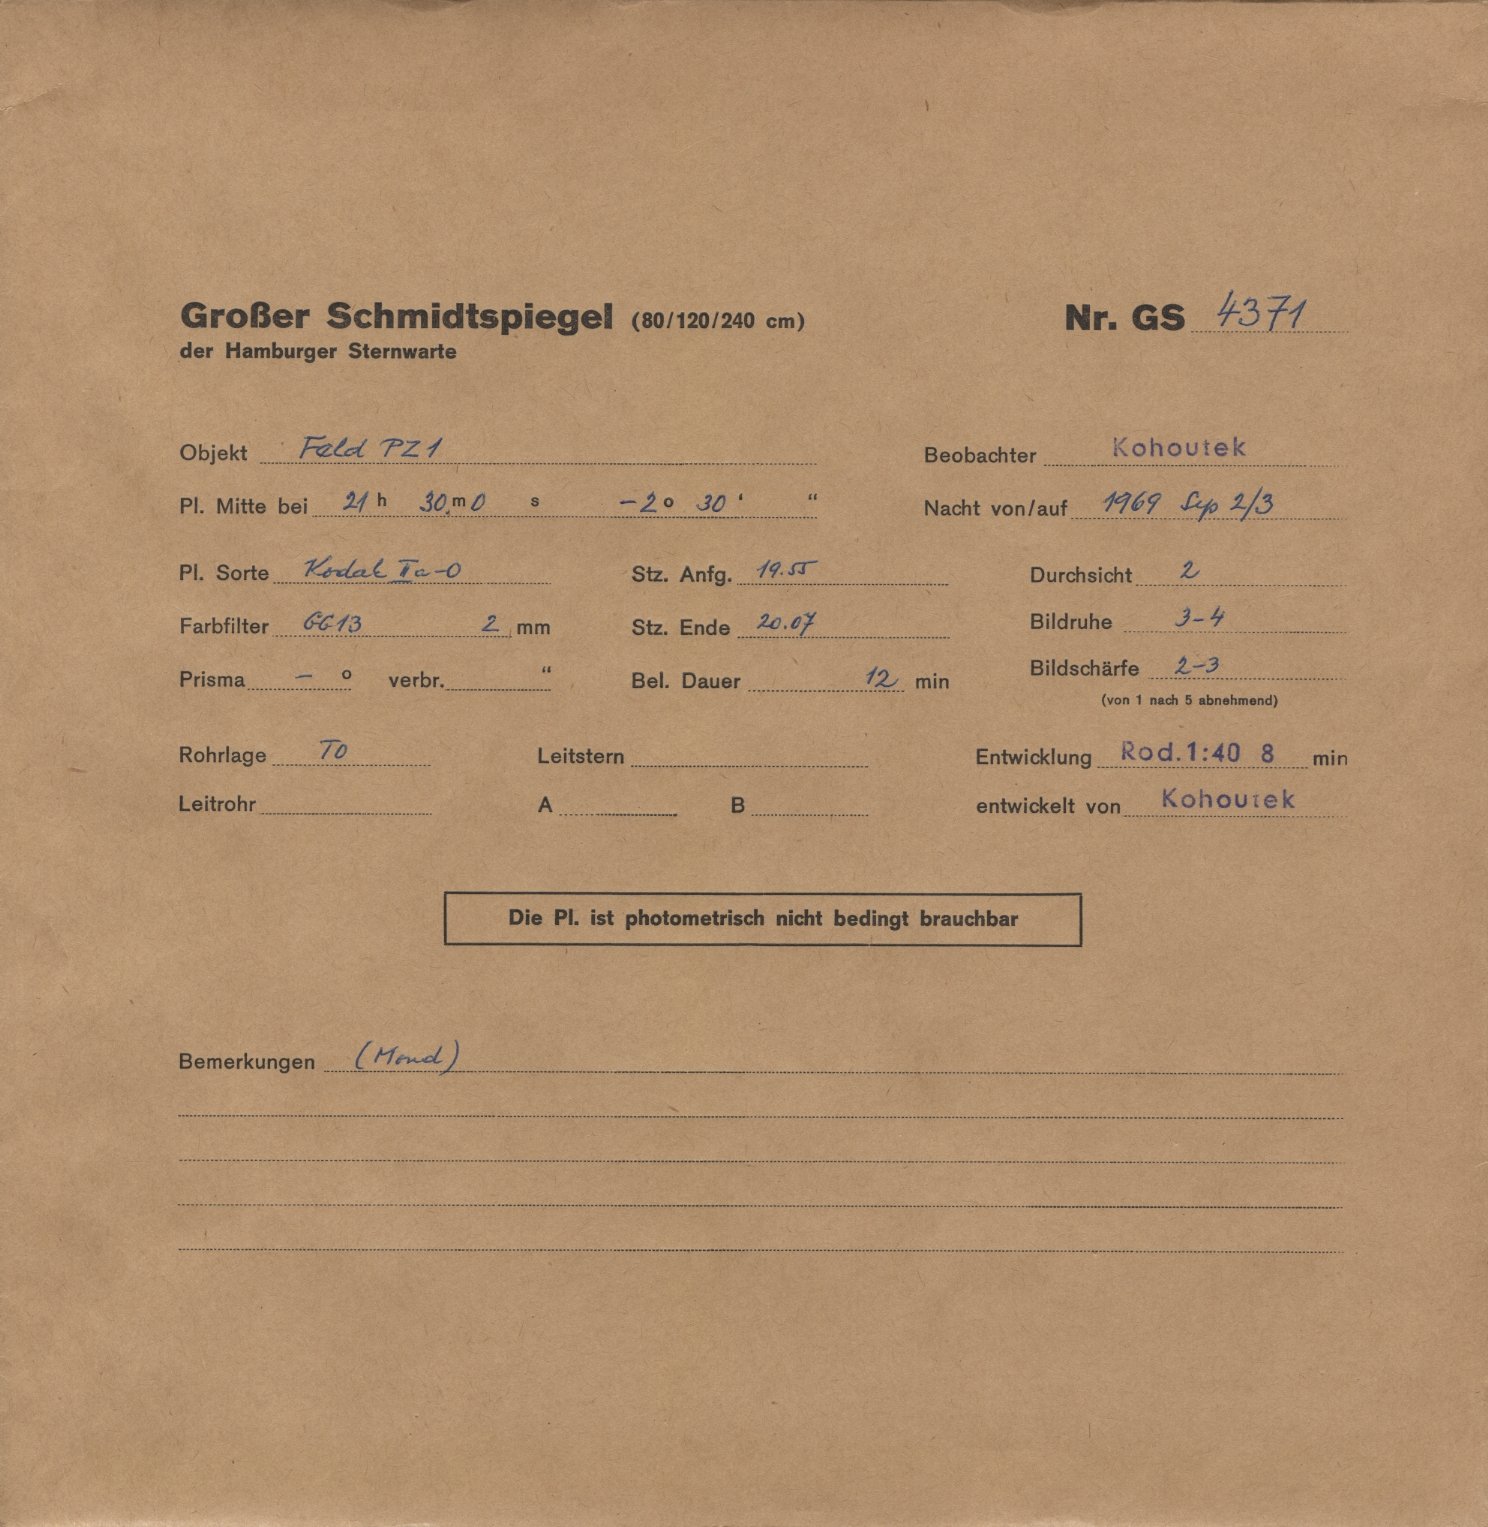 Großer Schmidtspiegel (80/120/240 cm) Nr. GS 4371
der Hamburger Sternwarte
Objekt Feld PZ1 Beobachter Kohoutek
Pl. Mitte bei 21 h 30 m 0 s -2 o 30 ' “ Nacht von/auf 1969 Sep 2/3
Pl. Sorte Kodak IIa-O Stz. Anfg. 19.55 Durchsicht 2
Farbfilter GG13 2 mm Stz. Ende 20.07 Bildruhe 3-4
Prisma - o verbr. “ Bel. Dauer 12 min Bildschärfe 2-3
(von 1 nach 5 abnehmend)
Rohrlage TO Leitstern Entwicklung Rod.1:40 8 min
Leitrohr A B entwickelt von Kohoutek
Die Pl. ist photometrisch nicht bedingt brauchbar
Bemerkungen (Mond)